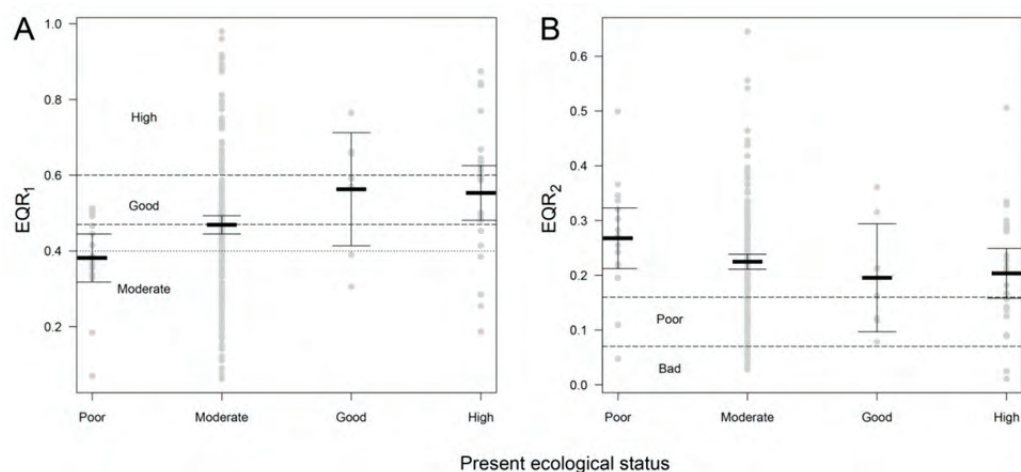 A
EQR1
1.0
0.8
0.6
0.4
0.2
High
Good
Moderate
Poor
Moderate
Good
High
B
EQR2
0.6
0.5
0.4
0.3
0.2
0.1
0.0
Poor
Bad
Poor
Moderate
Good
High
Present ecological status